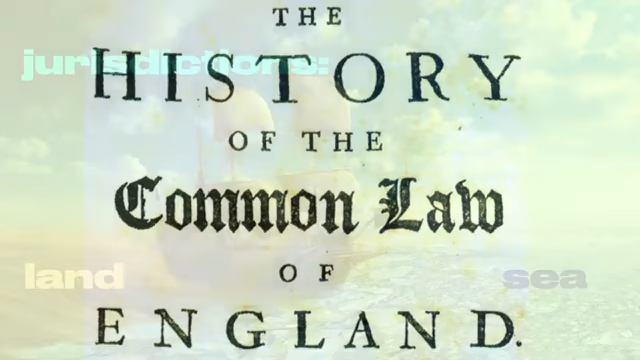 THE
jurisdictions:
HISTORY
OF THE
Common Law
land
OF
sea
ENGLAND.